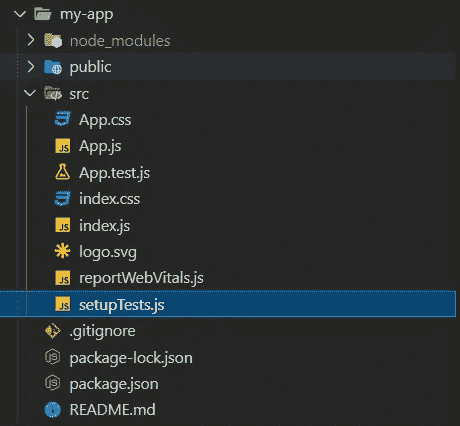 my-app
node_modules
public
src
App.css
App.js
App.test.js
index.css
index.js
logo.svg
reportWebVitals.js
setupTests.js
.gitignore
package-lock.json
package.json
README.md